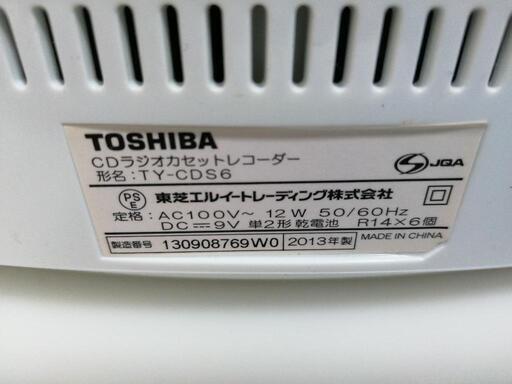 TOSHIBA
CDラジオカセットレコーダー
形名：TY-CDS6
JQA
PS
E
東芝エルイートレーディング株式会社
定格：AC100V～ 12W 50/60Hz
DC⎓9V 単2形 乾電池 R14×6個
製造番号 130908769W0 2013年製 MADE IN CHINA